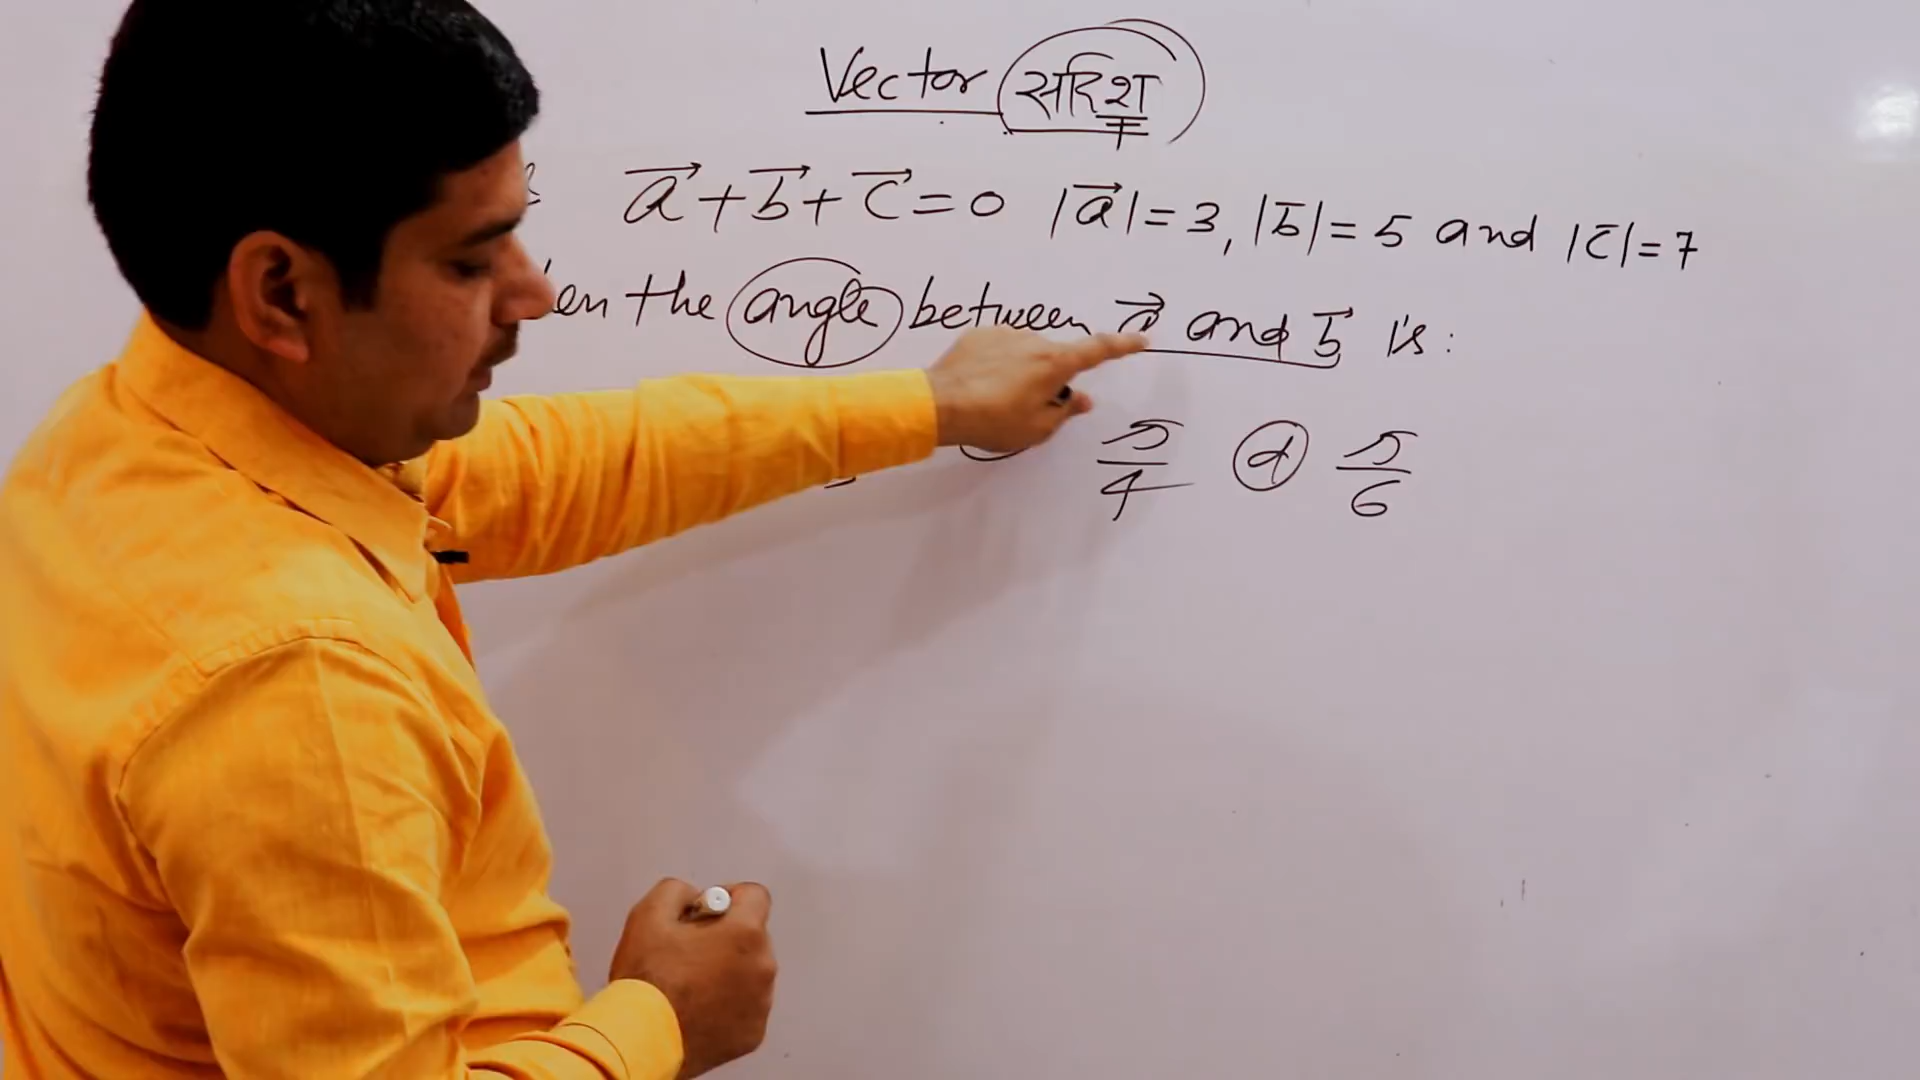 Vector सदिश
a⃗ + b⃗ + c⃗ = 0 |a⃗| = 3, |b̅| = 5 and |c̅| = 7
the angle between a⃗ and b⃗ is:
π/4 (d) π/6